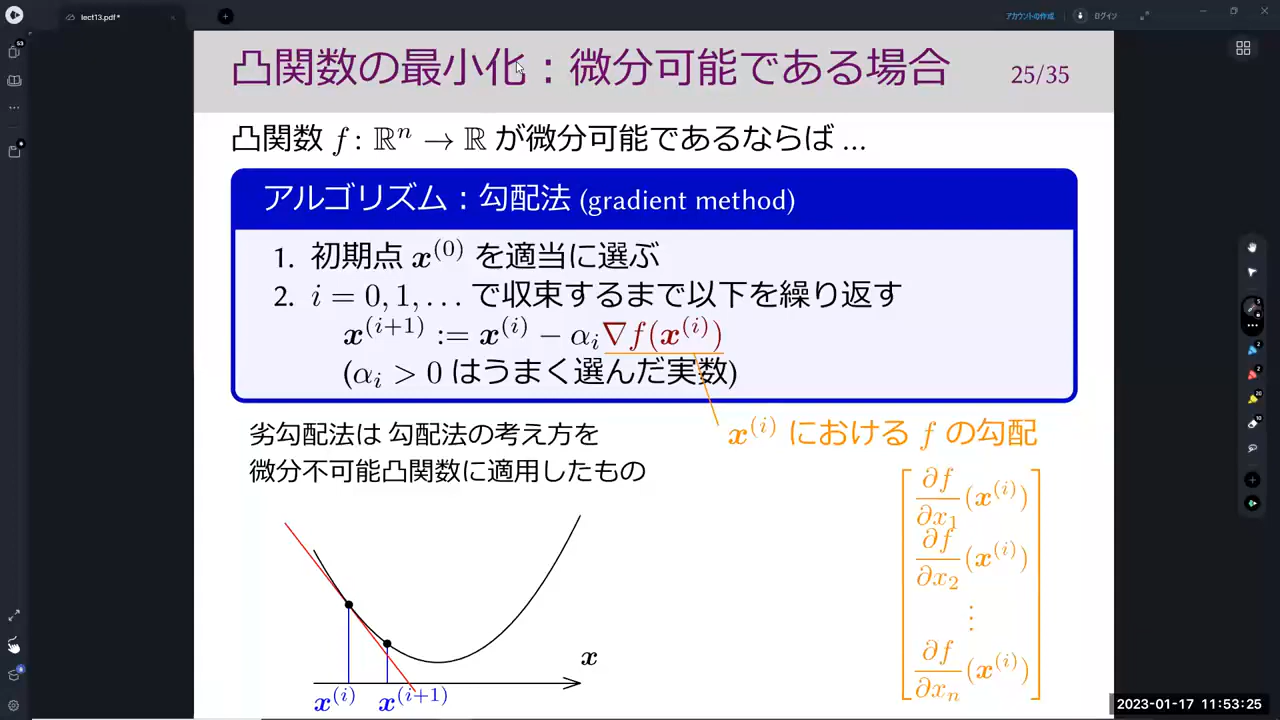 lect13.pdf*
アカウントの作成
ログイン
凸関数の最小化：微分可能である場合
25/35
凸関数 f: ℝⁿ → ℝ が微分可能であるならば ...
アルゴリズム：勾配法 (gradient method)
1. 初期点 x^(0) を適当に選ぶ
2. i = 0, 1, … で収束するまで以下を繰り返す
x^(i+1) := x^(i) − α_i ∇f(x^(i))
(α_i > 0 はうまく選んだ実数)
劣勾配法は 勾配法の考え方を
微分不可能凸関数に適用したもの
x^(i) における f の勾配
∂f/∂x₁ (x^(i))
∂f/∂x₂ (x^(i))
⋮
∂f/∂xₙ (x^(i))
x
x^(i)
x^(i+1)
2023-01-17 11:53:25